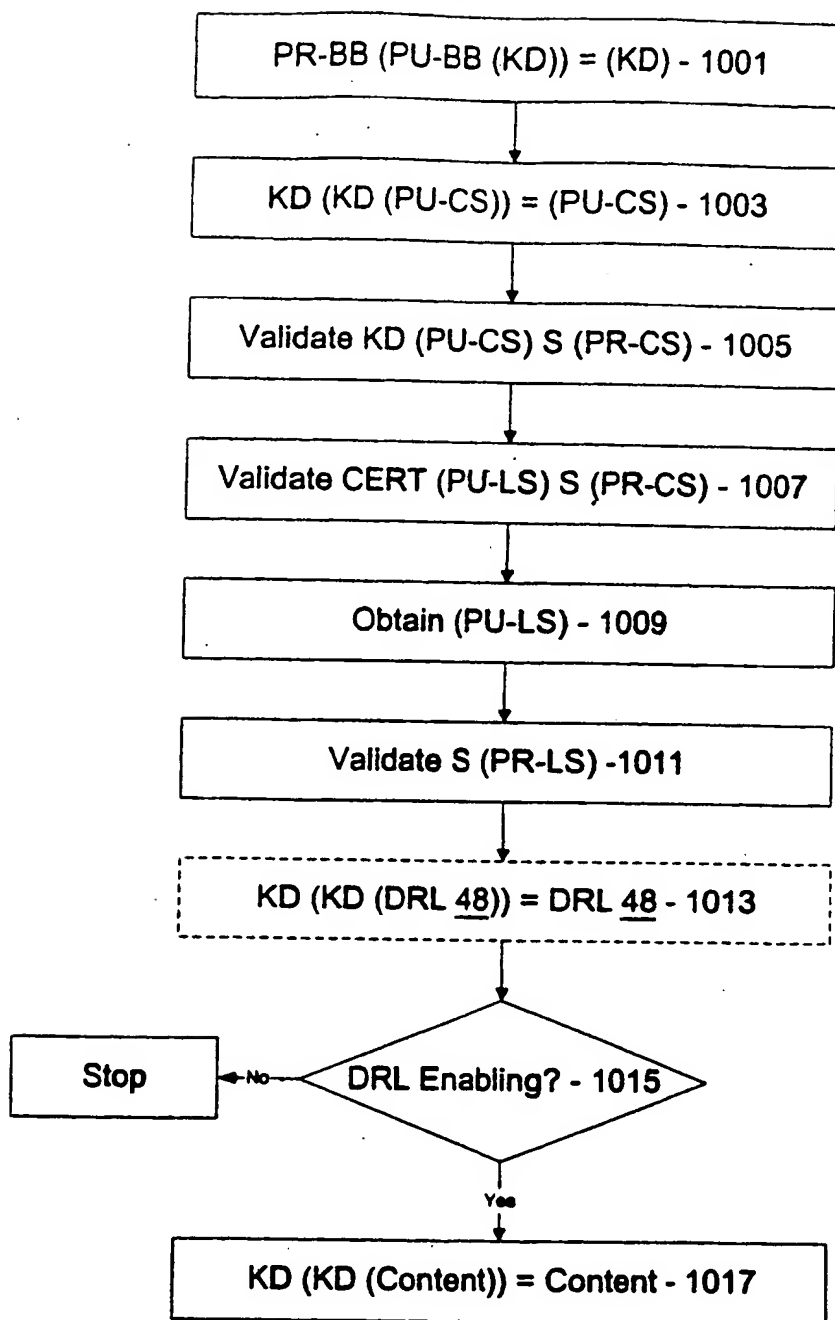 PR-BB (PU-BB (KD)) = (KD) - 1001
KD (KD (PU-CS)) = (PU-CS) - 1003
Validate KD (PU-CS) S (PR-CS) - 1005
Validate CERT (PU-LS) S (PR-CS) - 1007
Obtain (PU-LS) - 1009
Validate S (PR-LS) -1011
KD (KD (DRL 48)) = DRL 48 - 1013
DRL Enabling? - 1015
No
Stop
Yes
KD (KD (Content)) = Content - 1017